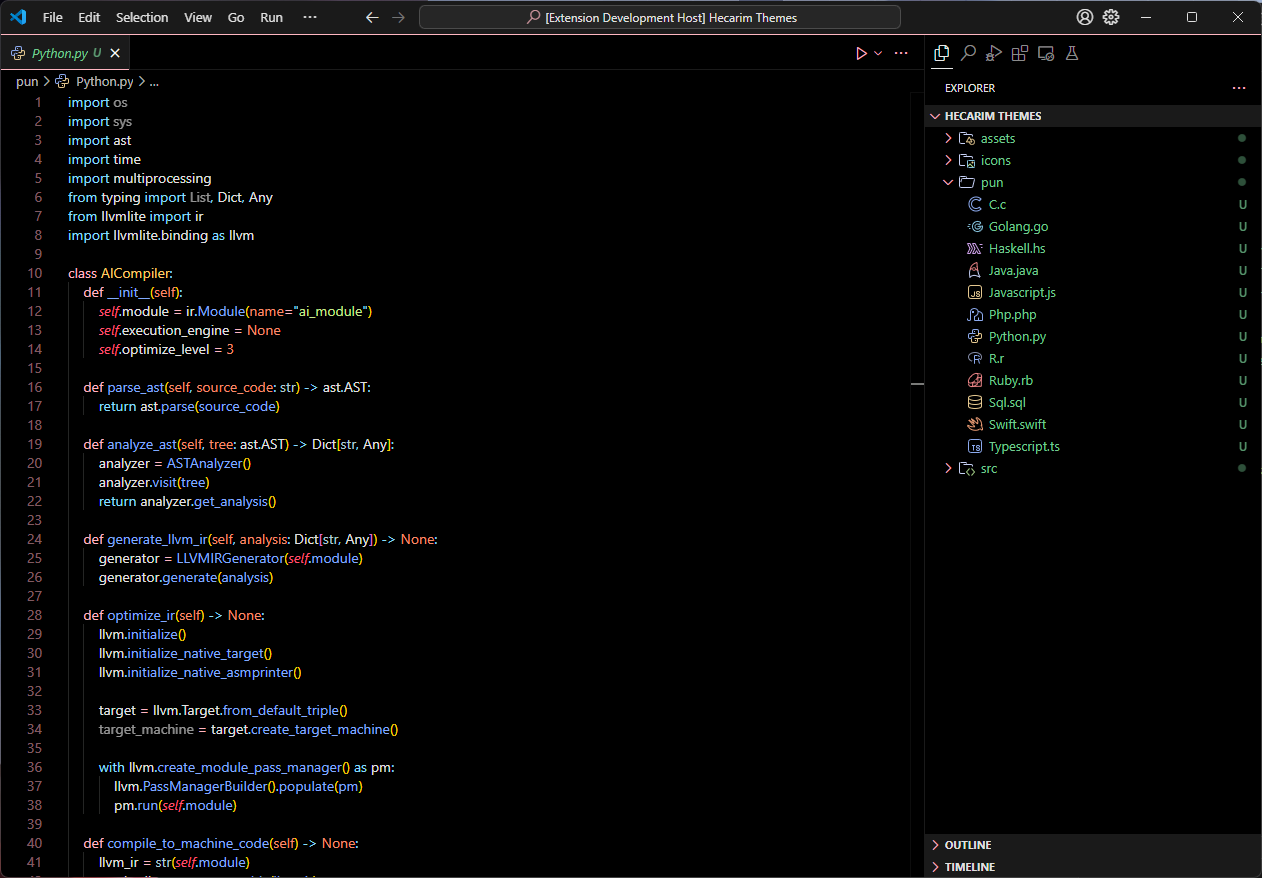 File Edit Selection View Go Run ··· [Extension Development Host] Hecarim Themes
Python.py U
pun > Python.py > ...
1 import os
2 import sys
3 import ast
4 import time
5 import multiprocessing
6 from typing import List, Dict, Any
7 from llvmlite import ir
8 import llvmlite.binding as llvm
9
10 class AICompiler:
11 def __init__(self):
12 self.module = ir.Module(name="ai_module")
13 self.execution_engine = None
14 self.optimize_level = 3
15
16 def parse_ast(self, source_code: str) -> ast.AST:
17 return ast.parse(source_code)
18
19 def analyze_ast(self, tree: ast.AST) -> Dict[str, Any]:
20 analyzer = ASTAnalyzer()
21 analyzer.visit(tree)
22 return analyzer.get_analysis()
23
24 def generate_llvm_ir(self, analysis: Dict[str, Any]) -> None:
25 generator = LLVMIRGenerator(self.module)
26 generator.generate(analysis)
27
28 def optimize_ir(self) -> None:
29 llvm.initialize()
30 llvm.initialize_native_target()
31 llvm.initialize_native_asmprinter()
32
33 target = llvm.Target.from_default_triple()
34 target_machine = target.create_target_machine()
35
36 with llvm.create_module_pass_manager() as pm:
37 llvm.PassManagerBuilder().populate(pm)
38 pm.run(self.module)
39
40 def compile_to_machine_code(self) -> None:
41 llvm_ir = str(self.module)
EXPLORER
HECARIM THEMES
assets
icons
pun
C.c U
Golang.go U
Haskell.hs U
Java.java U
Javascript.js U
Php.php U
Python.py U
R.r U
Ruby.rb U
Sql.sql U
Swift.swift U
Typescript.ts U
src
OUTLINE
TIMELINE